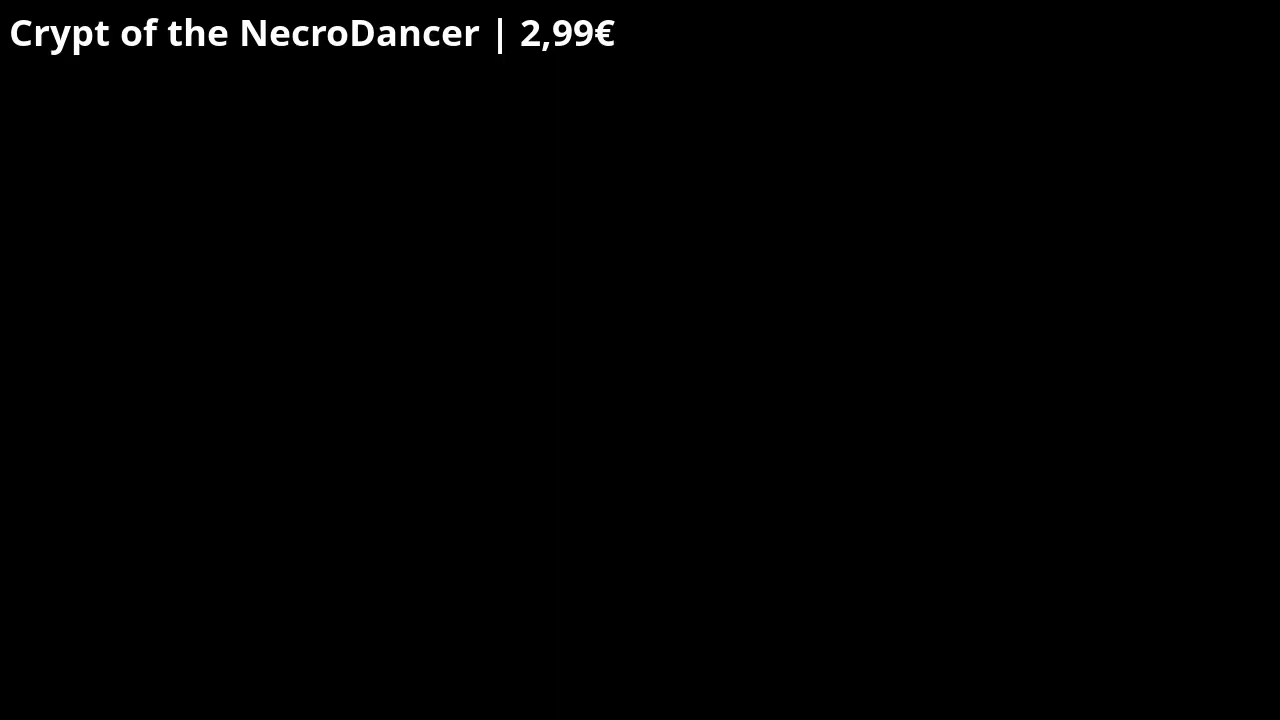 Crypt of the NecroDancer | 2,99€